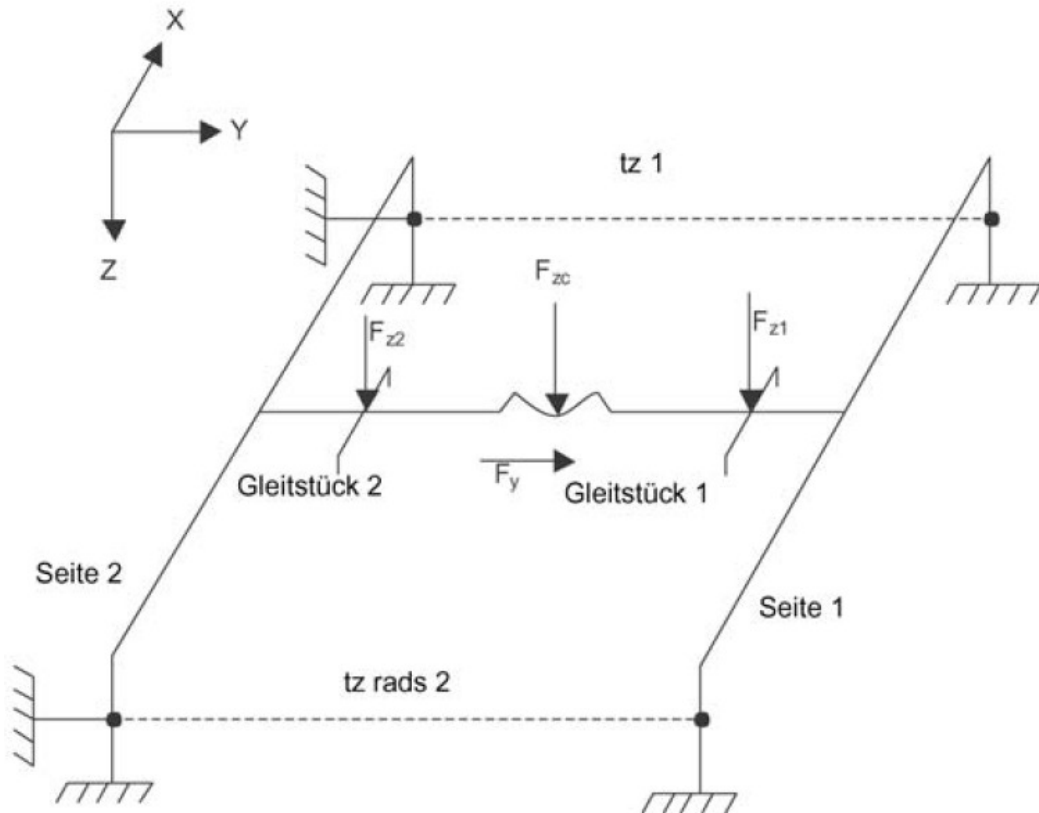 X
Y
Z
tz 1
F_zc
F_z2
F_z1
F_y
Gleitstück 2
Gleitstück 1
Seite 2
Seite 1
tz rads 2